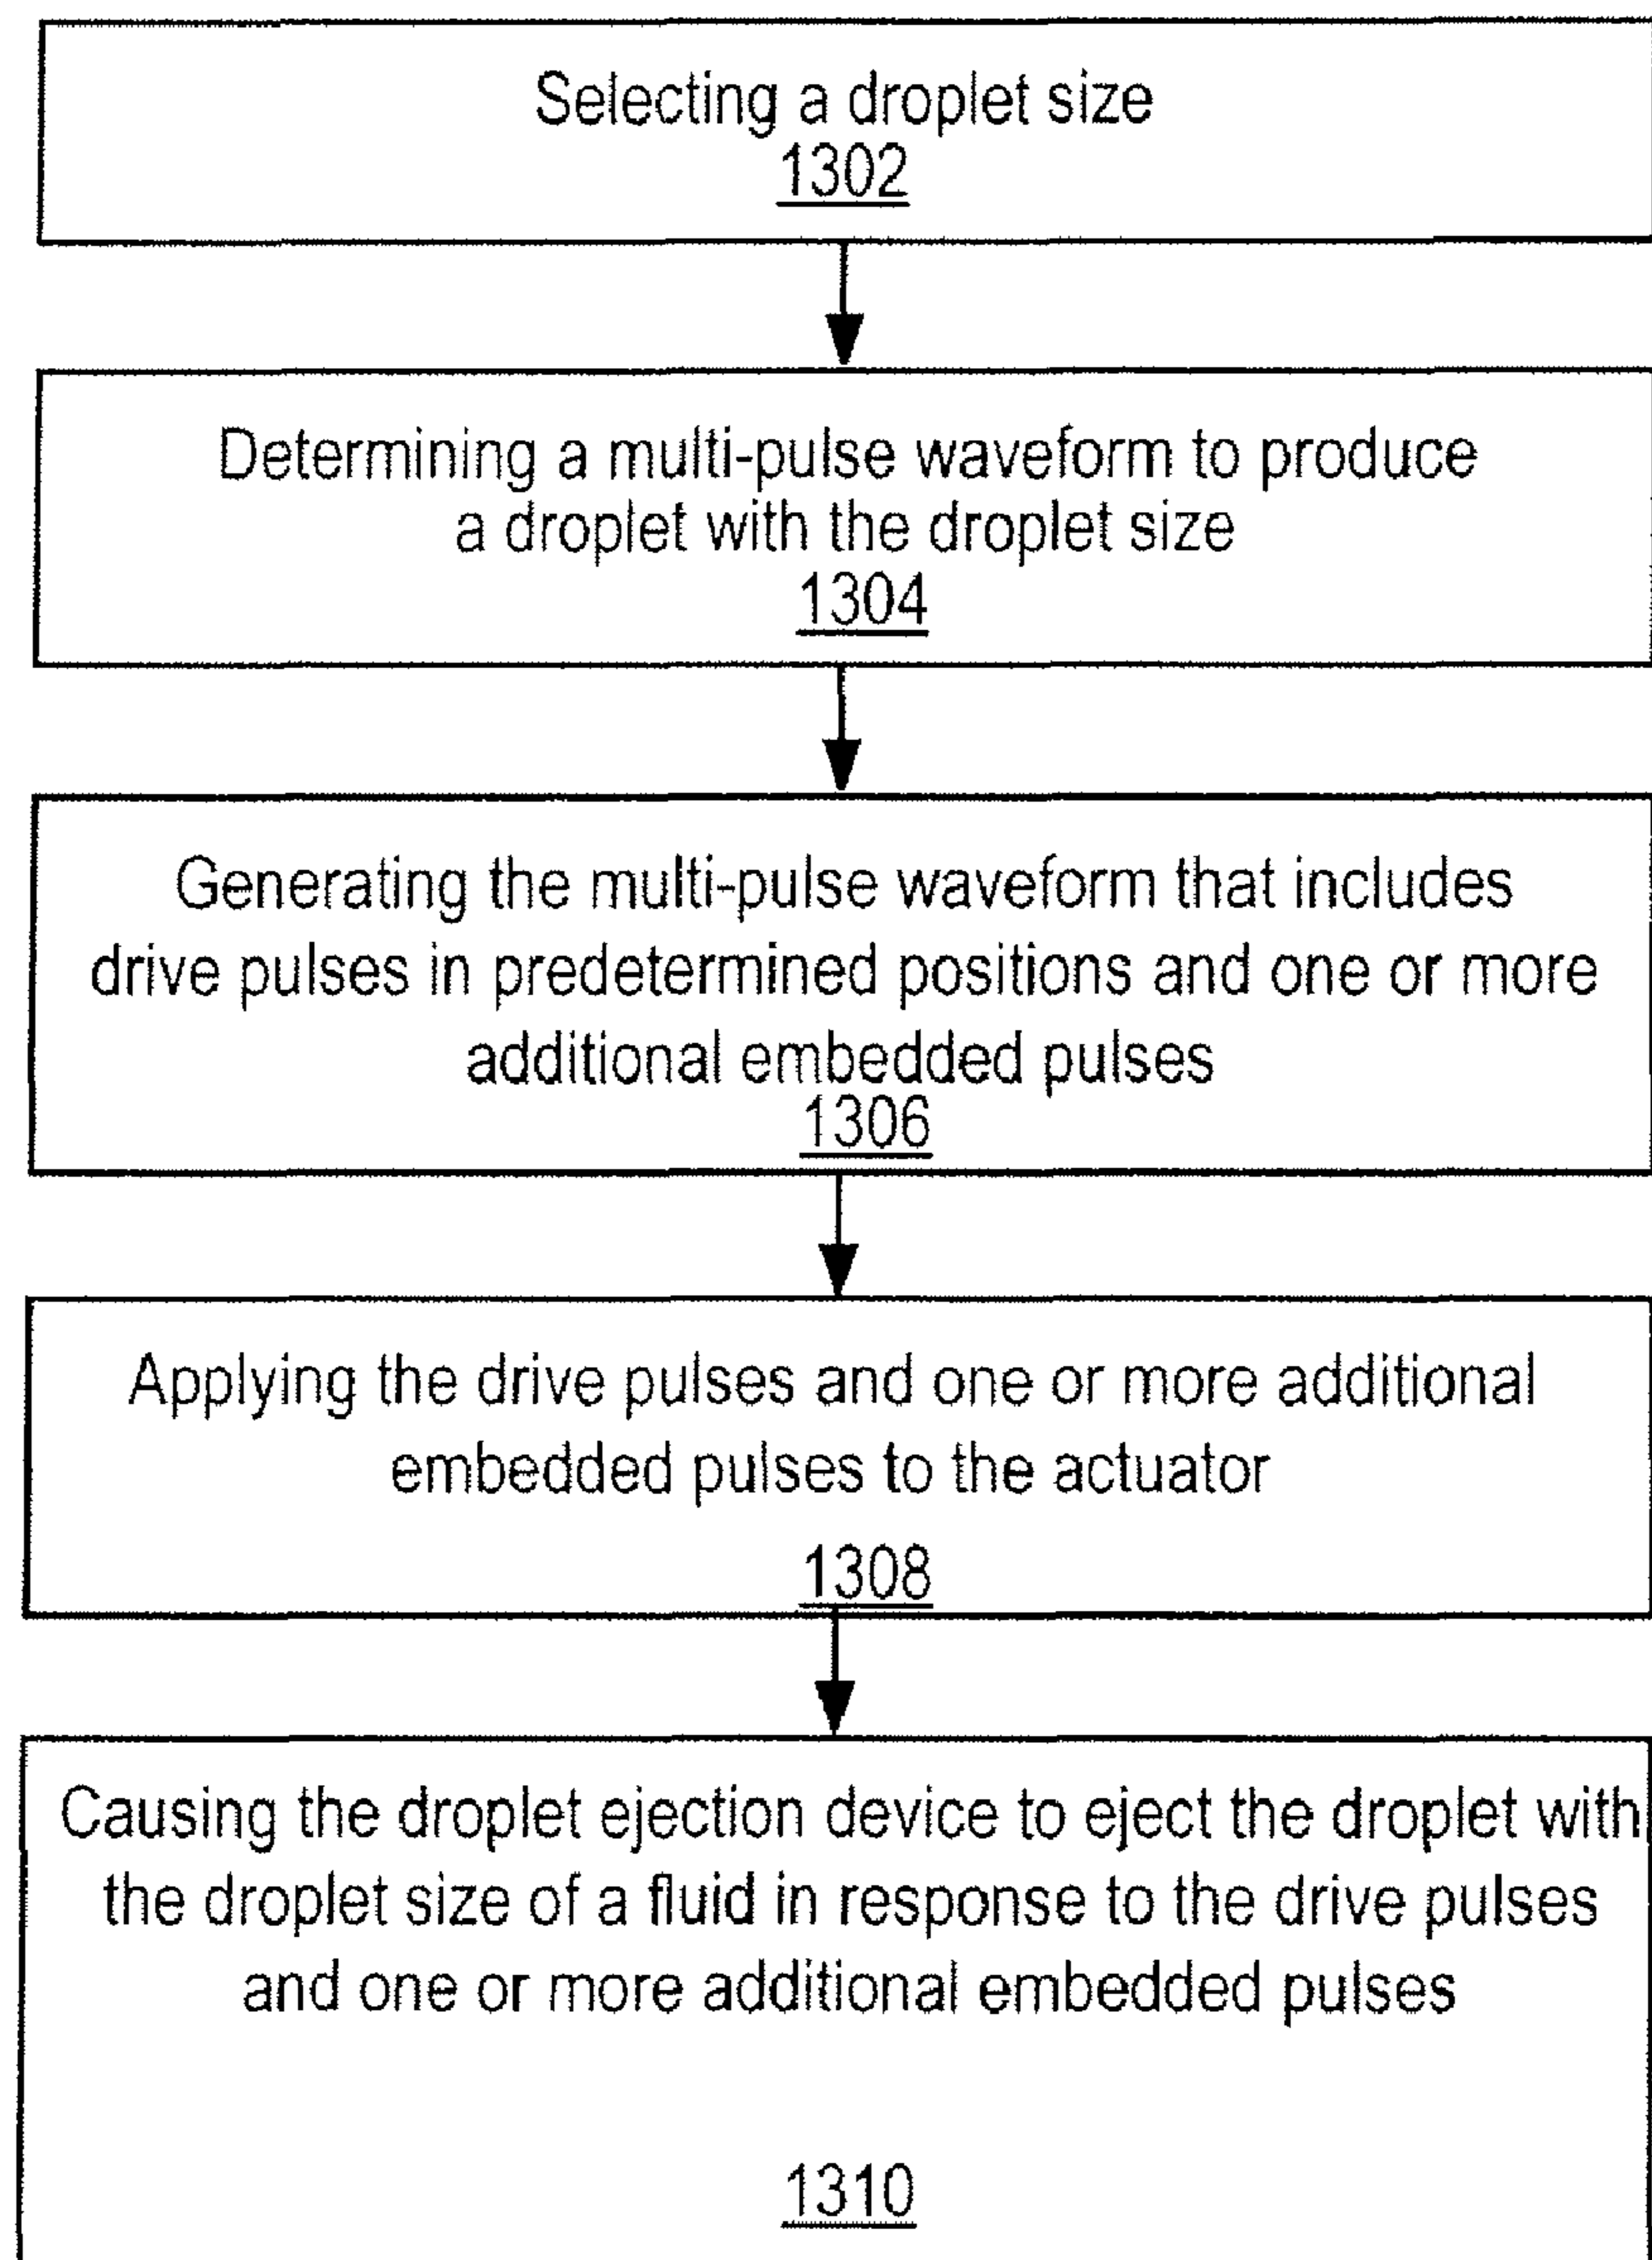 Selecting a droplet size
1302
Determining a multi-pulse waveform to produce
a droplet with the droplet size
1304
Generating the multi-pulse waveform that includes
drive pulses in predetermined positions and one or more
additional embedded pulses
1306
Applying the drive pulses and one or more additional
embedded pulses to the actuator
1308
Causing the droplet ejection device to eject the droplet with
the droplet size of a fluid in response to the drive pulses
and one or more additional embedded pulses
1310